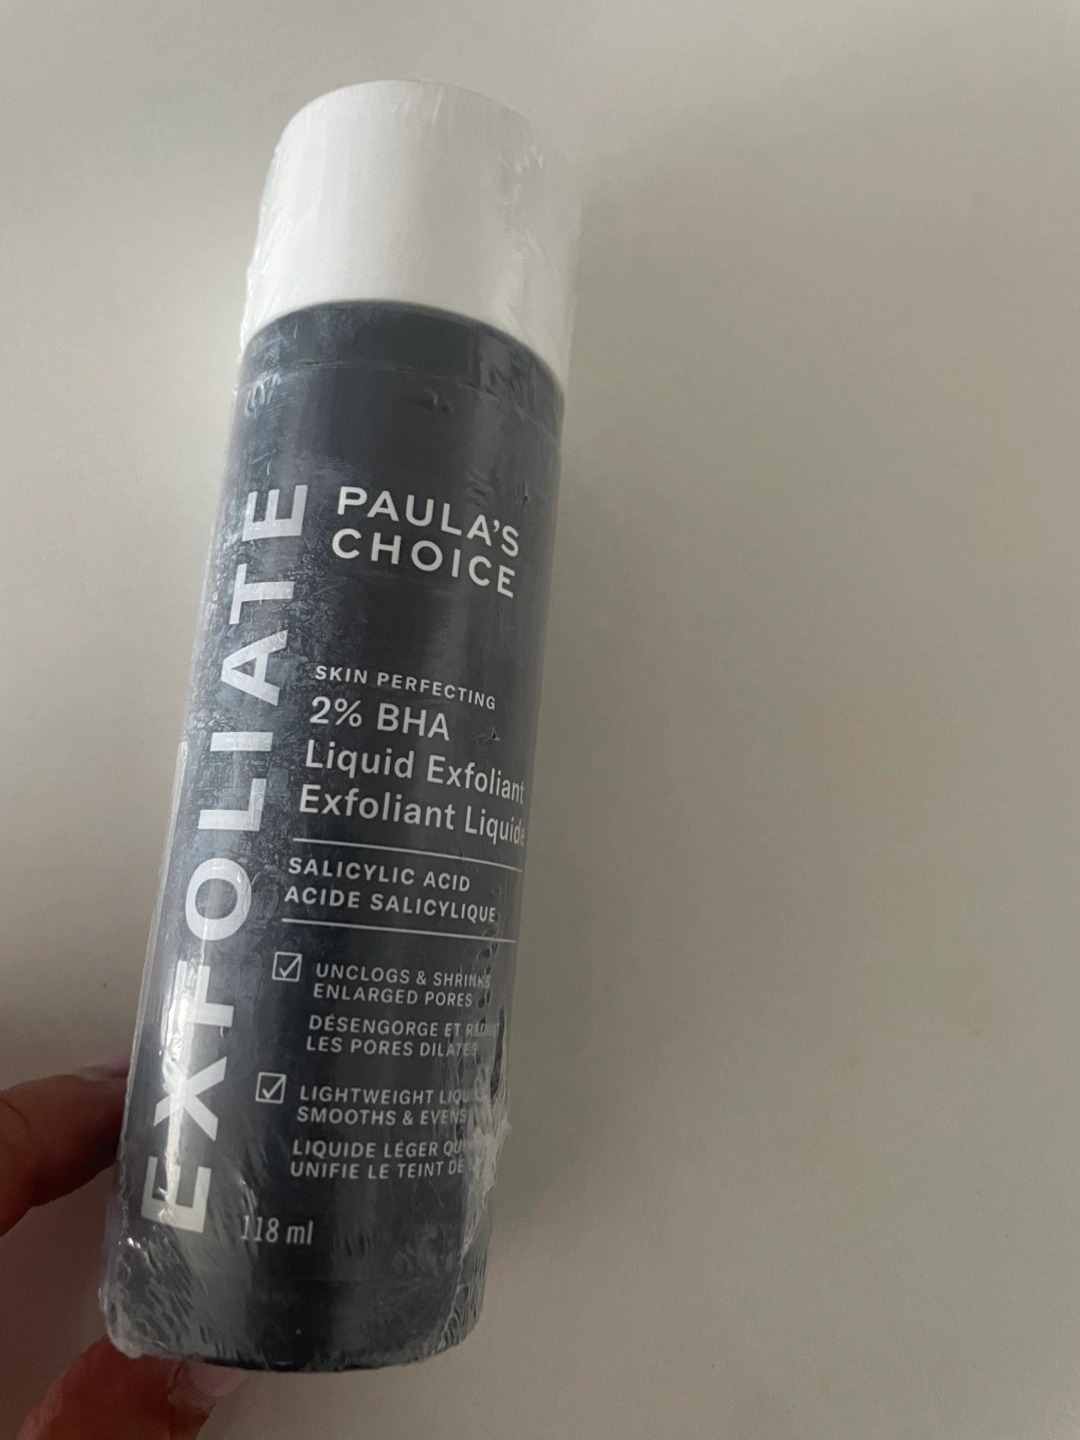 EXFOLIATE
PAULA'S
CHOICE
SKIN PERFECTING
2% BHA
Liquid Exfoliant
Exfoliant Liquide
SALICYLIC ACID
ACIDE SALICYLIQUE
UNCLOGS & SHRINKS
ENLARGED PORES
DÉSENGORGE ET
LES PORES DILATÉS
LIGHTWEIGHT
SMOOTHS & EVENS
LIQUIDE LÉGER
UNIFIE LE TEINT DE
118 ml